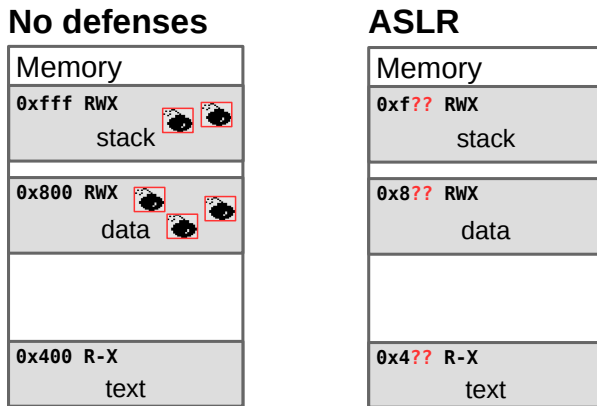 No defenses
Memory
0xfff RWX
stack
0x800 RWX
data
0x400 R-X
text
ASLR
Memory
0xf?? RWX
stack
0x8?? RWX
data
0x4?? R-X
text